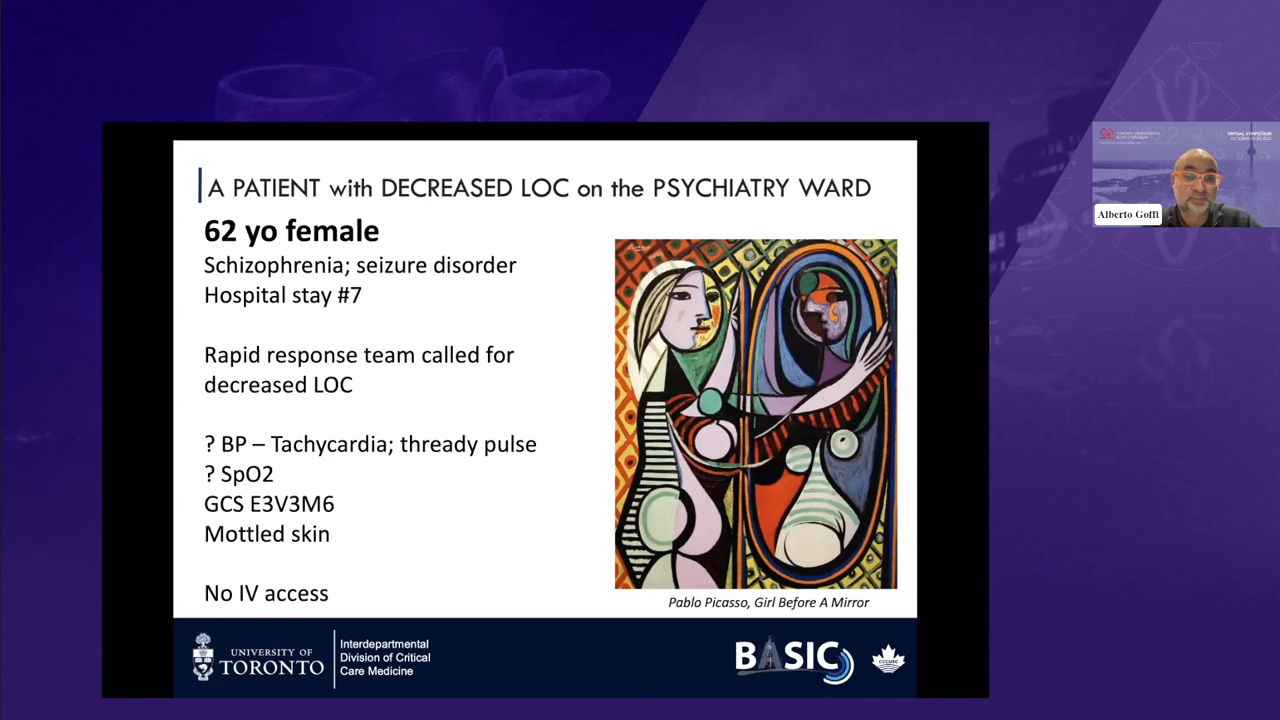 A PATIENT with DECREASED LOC on the PSYCHIATRY WARD
62 yo female
Schizophrenia; seizure disorder
Hospital stay #7
Rapid response team called for
decreased LOC
? BP – Tachycardia; thready pulse
? SpO2
GCS E3V3M6
Mottled skin
No IV access
Pablo Picasso, Girl Before A Mirror
UNIVERSITY OF
TORONTO
Interdepartmental
Division of Critical
Care Medicine
BASIC
VIRTUAL SYMPOSIUM
Alberto Goffi